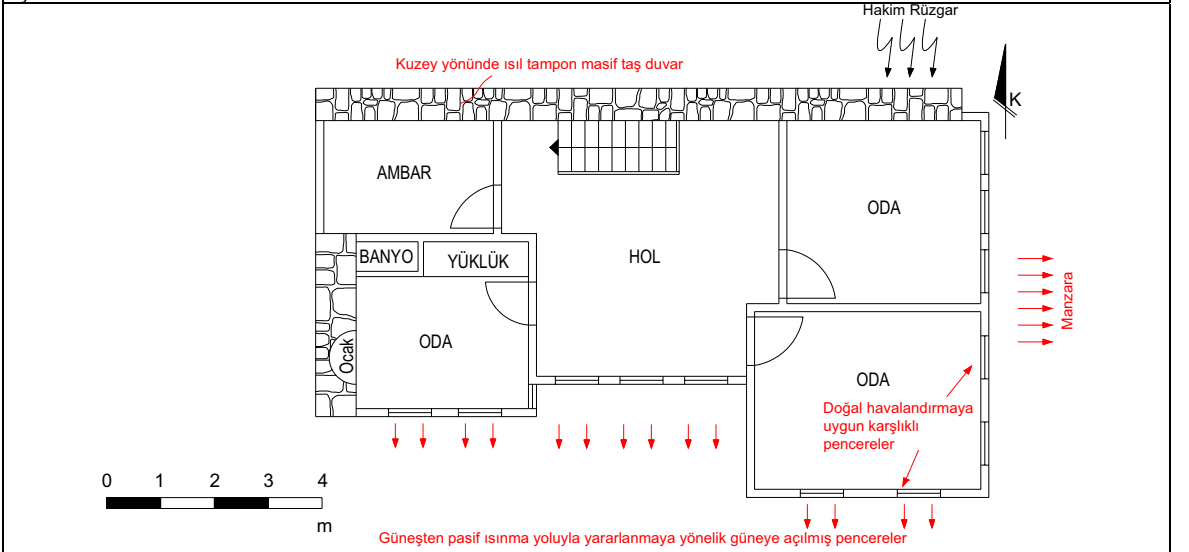 Hakim Rüzgar
Kuzey yönünde ısıl tampon masif taş duvar
K
AMBAR
ODA
BANYO
YÜKLÜK
HOL
Manzara
Ocak
ODA
ODA
Doğal havalandırmaya
uygun karşılıklı
pencereler
0 1 2 3 4
m
Güneşten pasif ısınma yoluyla yararlanmaya yönelik güneye açılmış pencereler